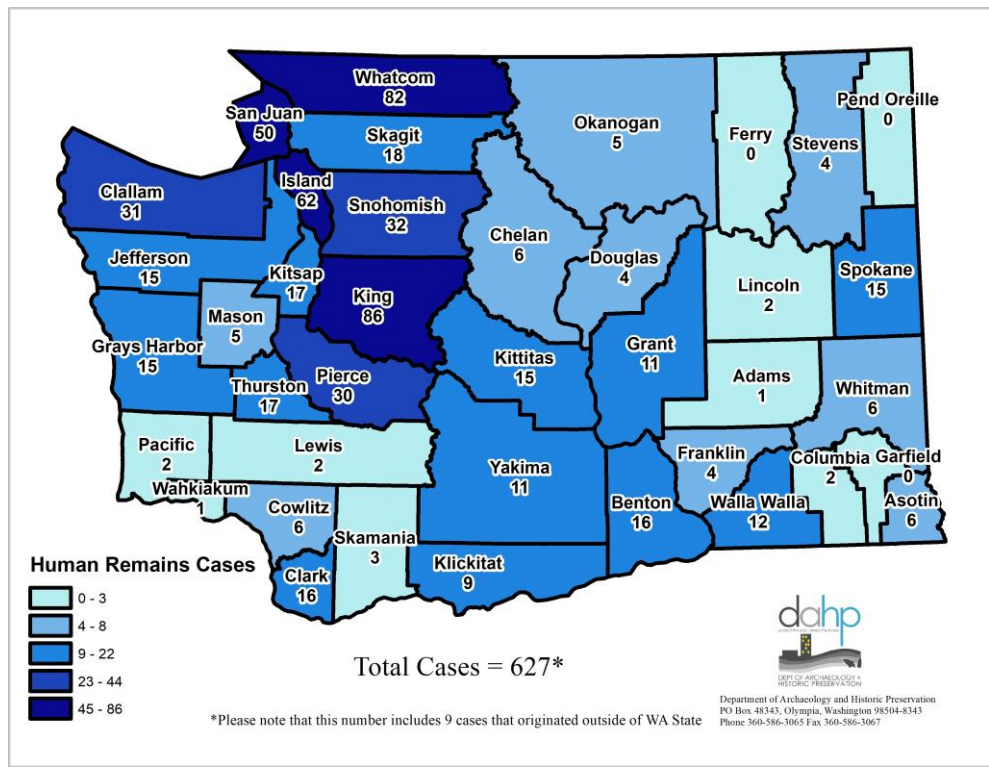 Whatcom
82
San Juan
50
Skagit
18
Okanogan
5
Ferry
0
Stevens
4
Pend Oreille
0
Clallam
31
Island
62
Snohomish
32
Chelan
6
Douglas
4
Jefferson
15
Kitsap
17
King
86
Lincoln
2
Spokane
15
Mason
5
Grays Harbor
15
Kittitas
15
Grant
11
Thurston
17
Pierce
30
Adams
1
Whitman
6
Pacific
2
Lewis
2
Yakima
11
Franklin
4
Columbia
2
Garfield
0
Wahkiakum
1
Cowlitz
6
Skamania
3
Benton
16
Walla Walla
12
Asotin
6
Clark
16
Klickitat
9
Human Remains Cases
0 - 3
4 - 8
9 - 22
23 - 44
45 - 86
Total Cases = 627*
*Please note that this number includes 9 cases that originated outside of WA State
dahp
DEPT OF ARCHAEOLOGY +
HISTORIC PRESERVATION
Department of Archaeology and Historic Preservation
PO Box 48343, Olympia, Washington 98504-8343
Phone 360-586-3065 Fax 360-586-3067